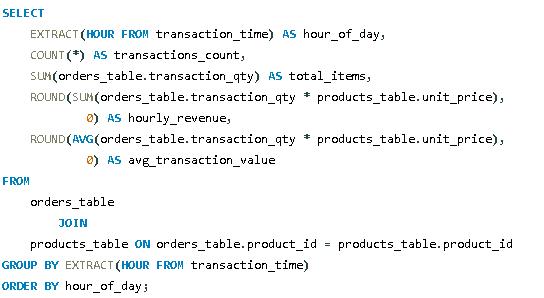 SELECT
EXTRACT(HOUR FROM transaction_time) AS hour_of_day,
COUNT(*) AS transactions_count,
SUM(orders_table.transaction_qty) AS total_items,
ROUND(SUM(orders_table.transaction_qty * products_table.unit_price),
0) AS hourly_revenue,
ROUND(AVG(orders_table.transaction_qty * products_table.unit_price),
0) AS avg_transaction_value
FROM
orders_table
JOIN
products_table ON orders_table.product_id = products_table.product_id
GROUP BY EXTRACT(HOUR FROM transaction_time)
ORDER BY hour_of_day;